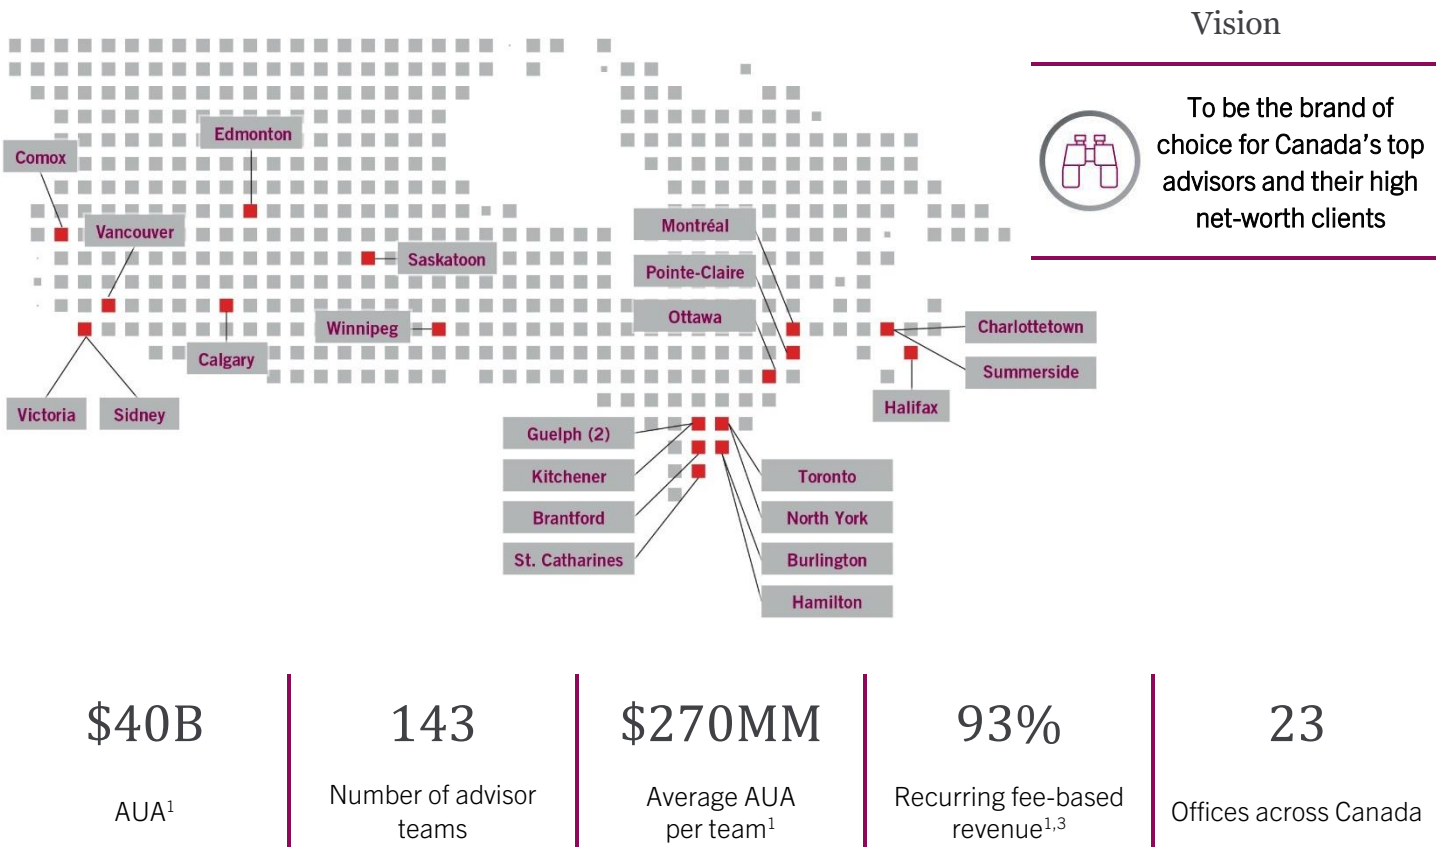 Vision
To be the brand of
choice for Canada's top
advisors and their high
net-worth clients
Edmonton
Comox
Vancouver
Saskatoon
Winnipeg
Calgary
Victoria
Sidney
Montréal
Pointe-Claire
Ottawa
Charlottetown
Summerside
Halifax
Guelph (2)
Kitchener
Brantford
St. Catharines
Toronto
North York
Burlington
Hamilton
$40B
AUA¹
143
Number of advisor
teams
$270MM
Average AUA
per team¹
93%
Recurring fee-based
revenue¹,³
23
Offices across Canada